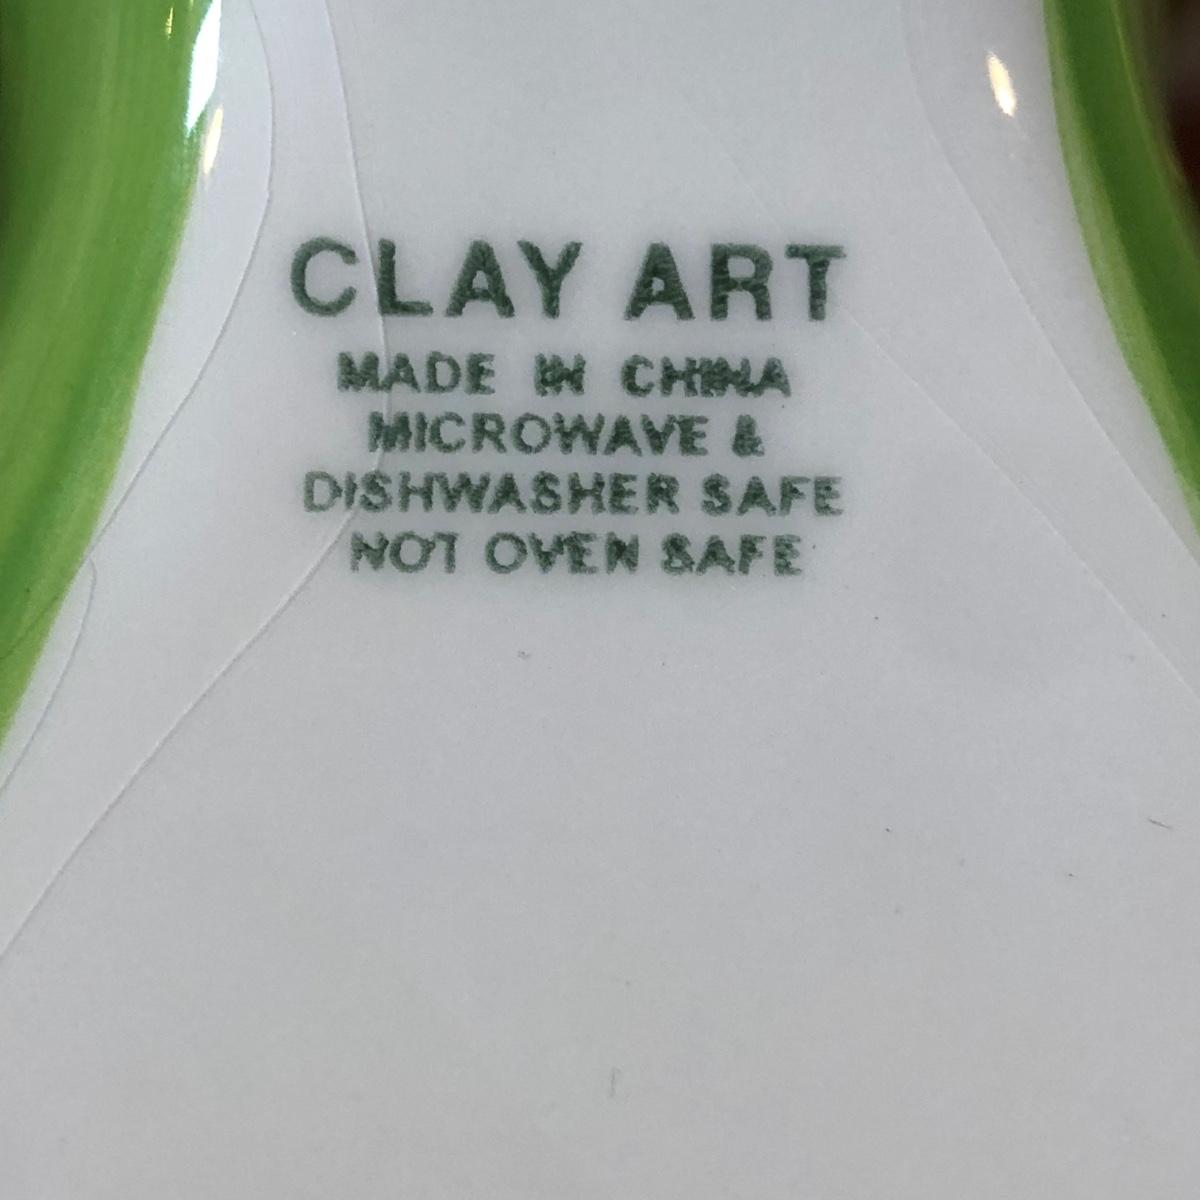 CLAY ART
MADE IN CHINA
MICROWAVE &
DISHWASHER SAFE
NOT OVEN SAFE